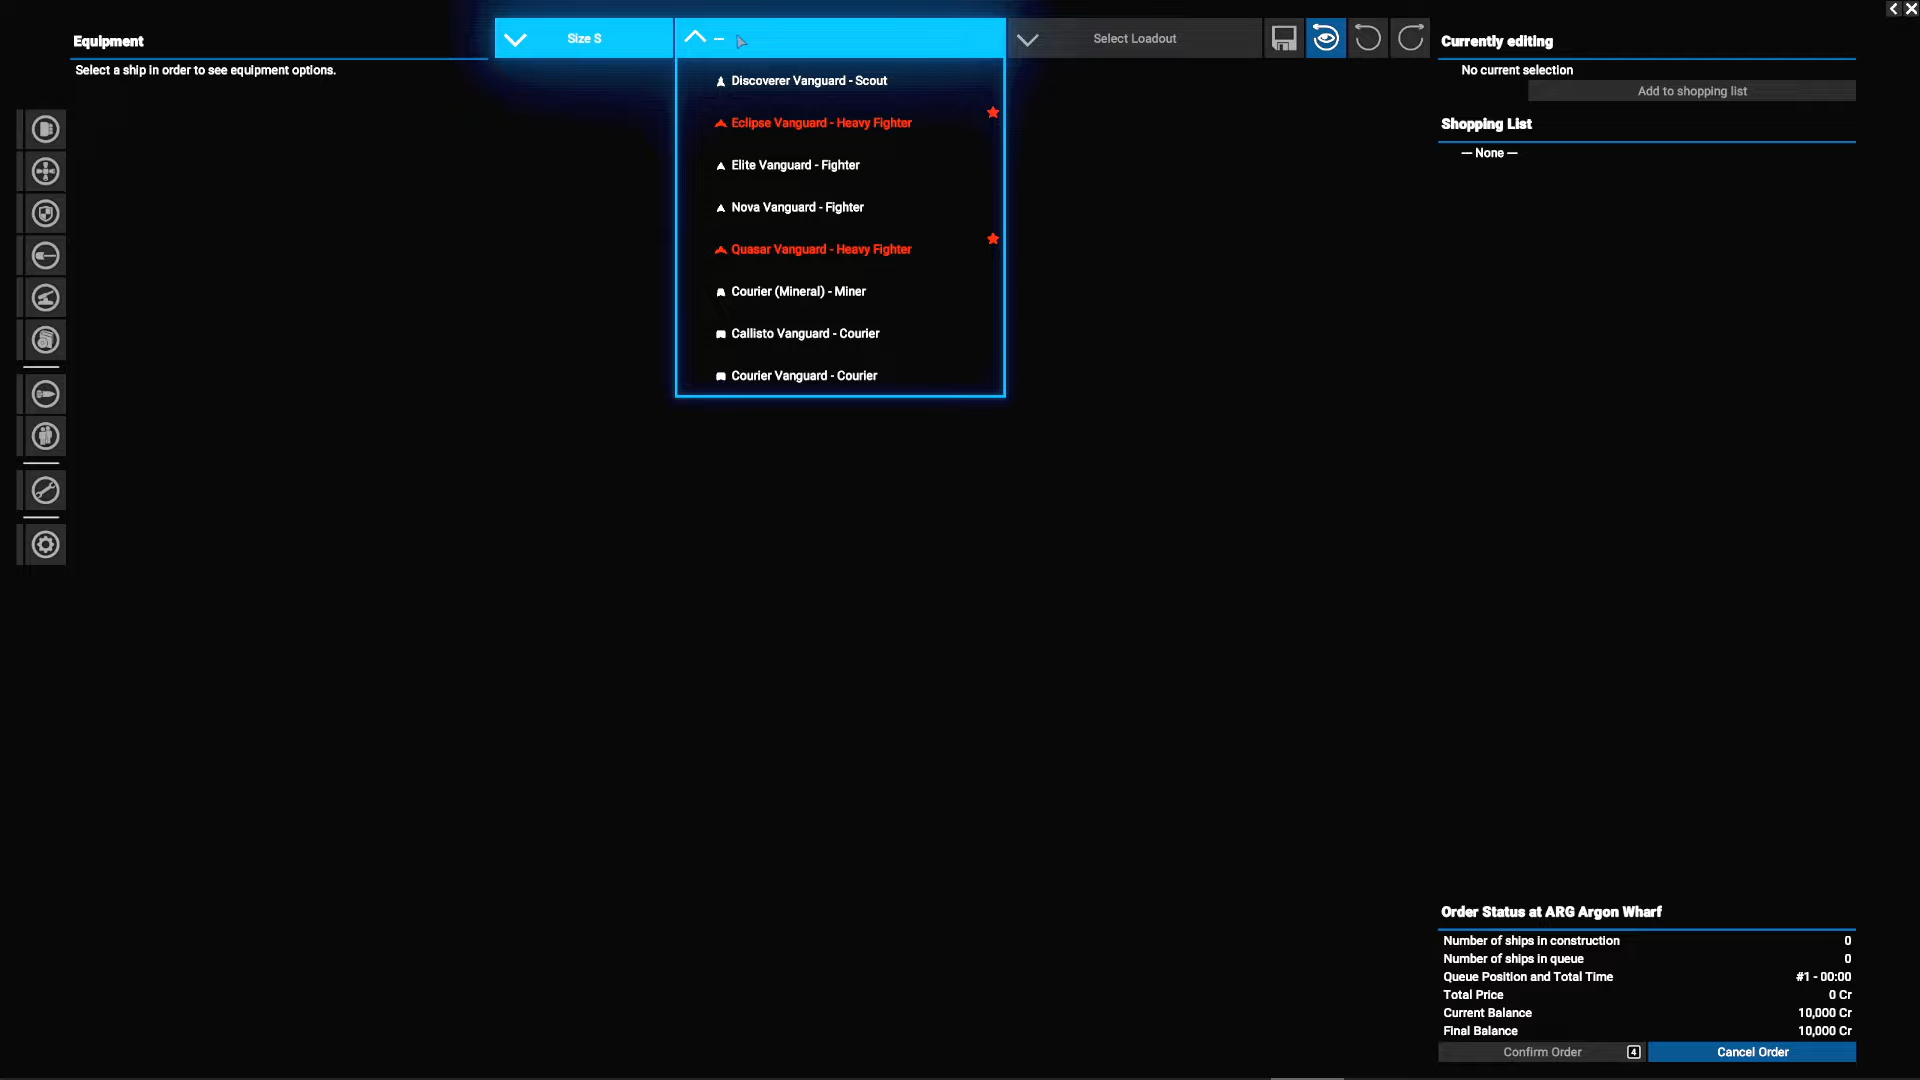 Equipment
Select a ship in order to see equipment options.
Size S
–
Select Loadout
Discoverer Vanguard - Scout
Eclipse Vanguard - Heavy Fighter
Elite Vanguard - Fighter
Nova Vanguard - Fighter
Quasar Vanguard - Heavy Fighter
Courier (Mineral) - Miner
Callisto Vanguard - Courier
Courier Vanguard - Courier
Currently editing
No current selection
Add to shopping list
Shopping List
— None —
Order Status at ARG Argon Wharf
Number of ships in construction 0
Number of ships in queue 0
Queue Position and Total Time #1 - 00:00
Total Price 0 Cr
Current Balance 10,000 Cr
Final Balance 10,000 Cr
Confirm Order 4
Cancel Order